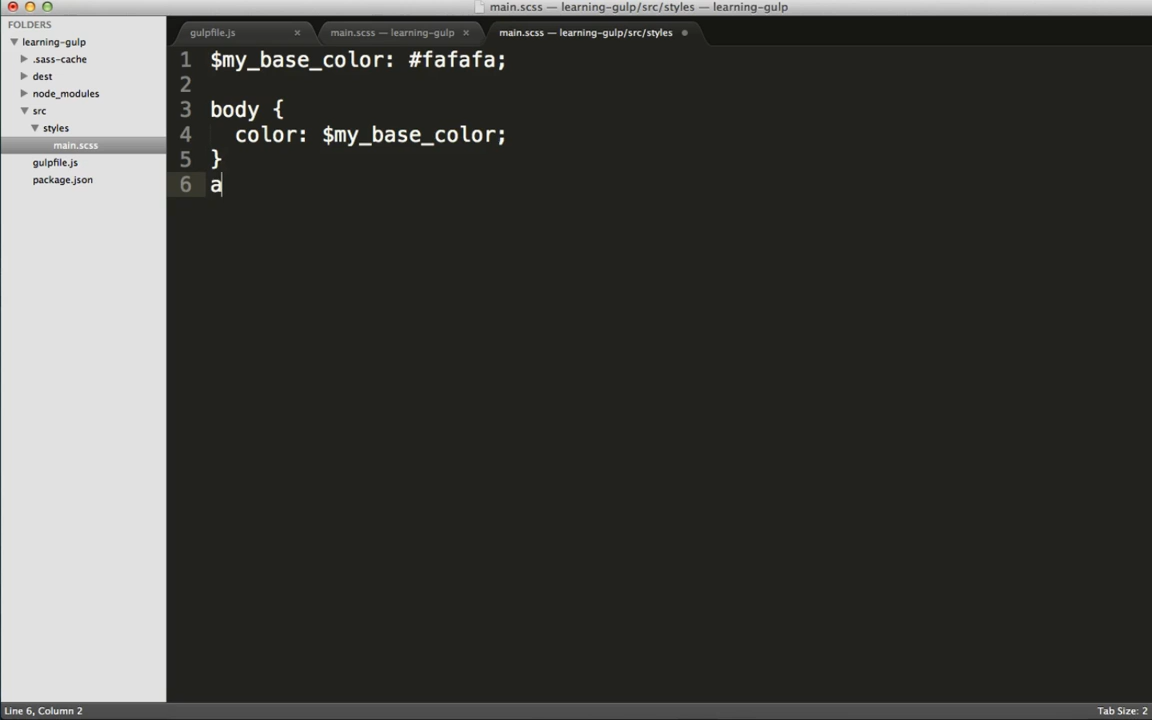 main.scss — learning-gulp/src/styles — learning-gulp
FOLDERS
learning-gulp
.sass-cache
dest
node_modules
src
styles
main.scss
gulpfile.js
package.json
gulpfile.js × main.scss — learning-gulp × main.scss — learning-gulp/src/styles
1 $my_base_color: #fafafa;
2
3 body {
4 color: $my_base_color;
5 }
6 a
Line 6, Column 2
Tab Size: 2